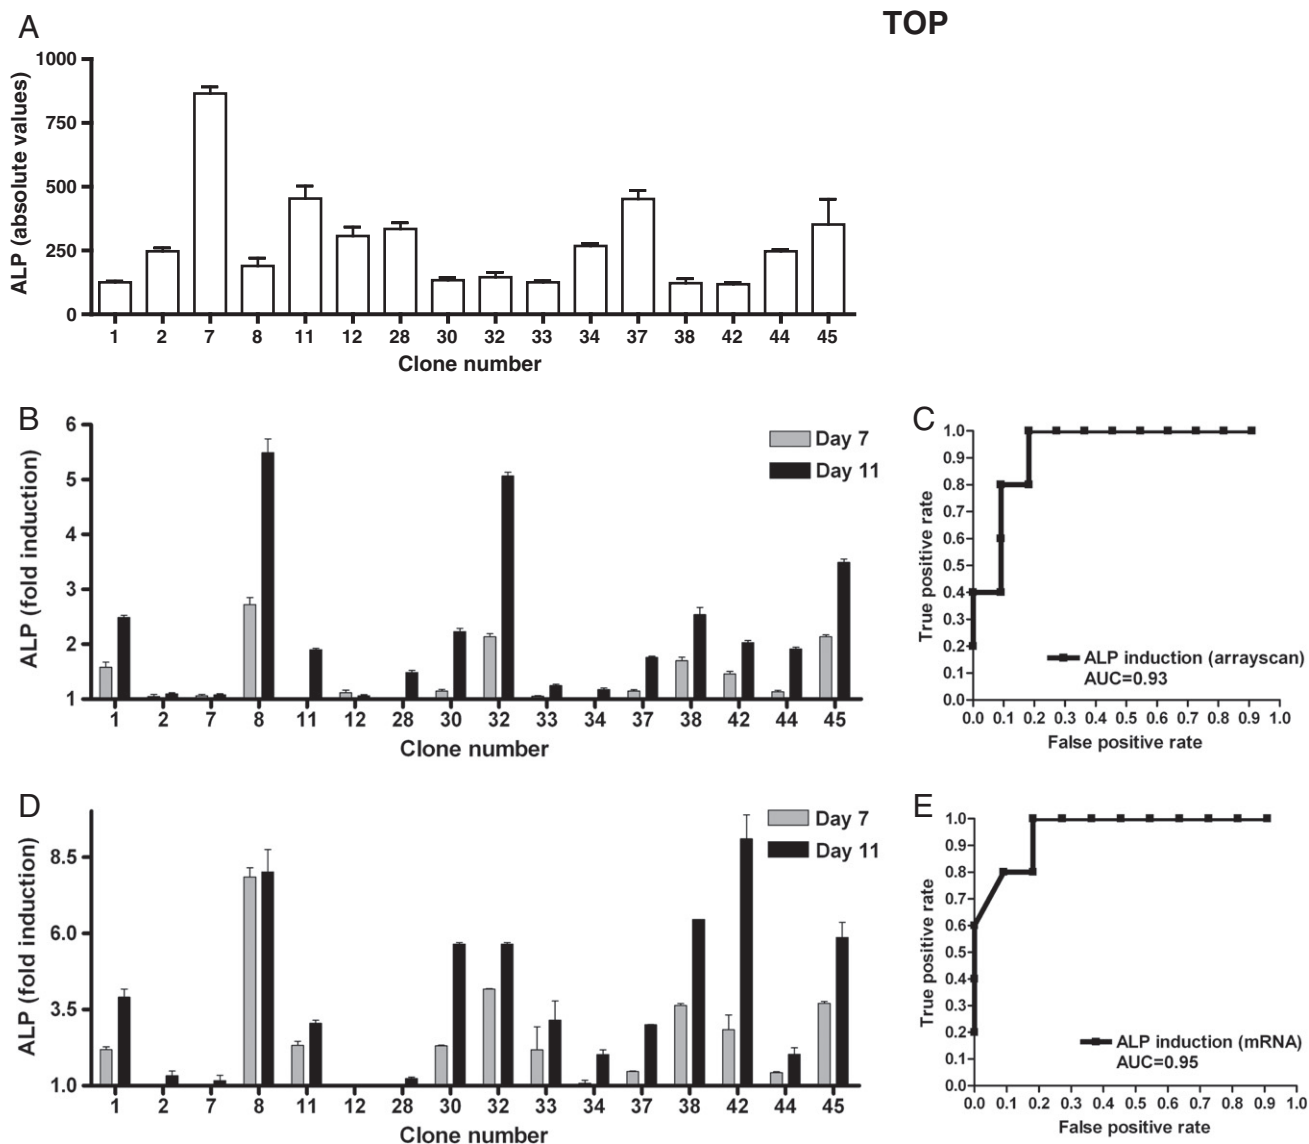 A
TOP
ALP (absolute values)
1000
750
500
250
0
1 2 7 8 11 12 28 30 32 33 34 37 38 42 44 45
Clone number
B
ALP (fold induction)
6
5
4
3
2
1
Day 7
Day 11
1 2 7 8 11 12 28 30 32 33 34 37 38 42 44 45
Clone number
C
True positive rate
1.0
0.9
0.8
0.7
0.6
0.5
0.4
0.3
0.2
0.1
0.0
ALP induction (arrayscan)
AUC=0.93
0.0 0.1 0.2 0.3 0.4 0.5 0.6 0.7 0.8 0.9 1.0
False positive rate
D
ALP (fold induction)
8.5
6.0
3.5
1.0
Day 7
Day 11
1 2 7 8 11 12 28 30 32 33 34 37 38 42 44 45
Clone number
E
True positive rate
1.0
0.9
0.8
0.7
0.6
0.5
0.4
0.3
0.2
0.1
0.0
ALP induction (mRNA)
AUC=0.95
0.0 0.1 0.2 0.3 0.4 0.5 0.6 0.7 0.8 0.9 1.0
False positive rate